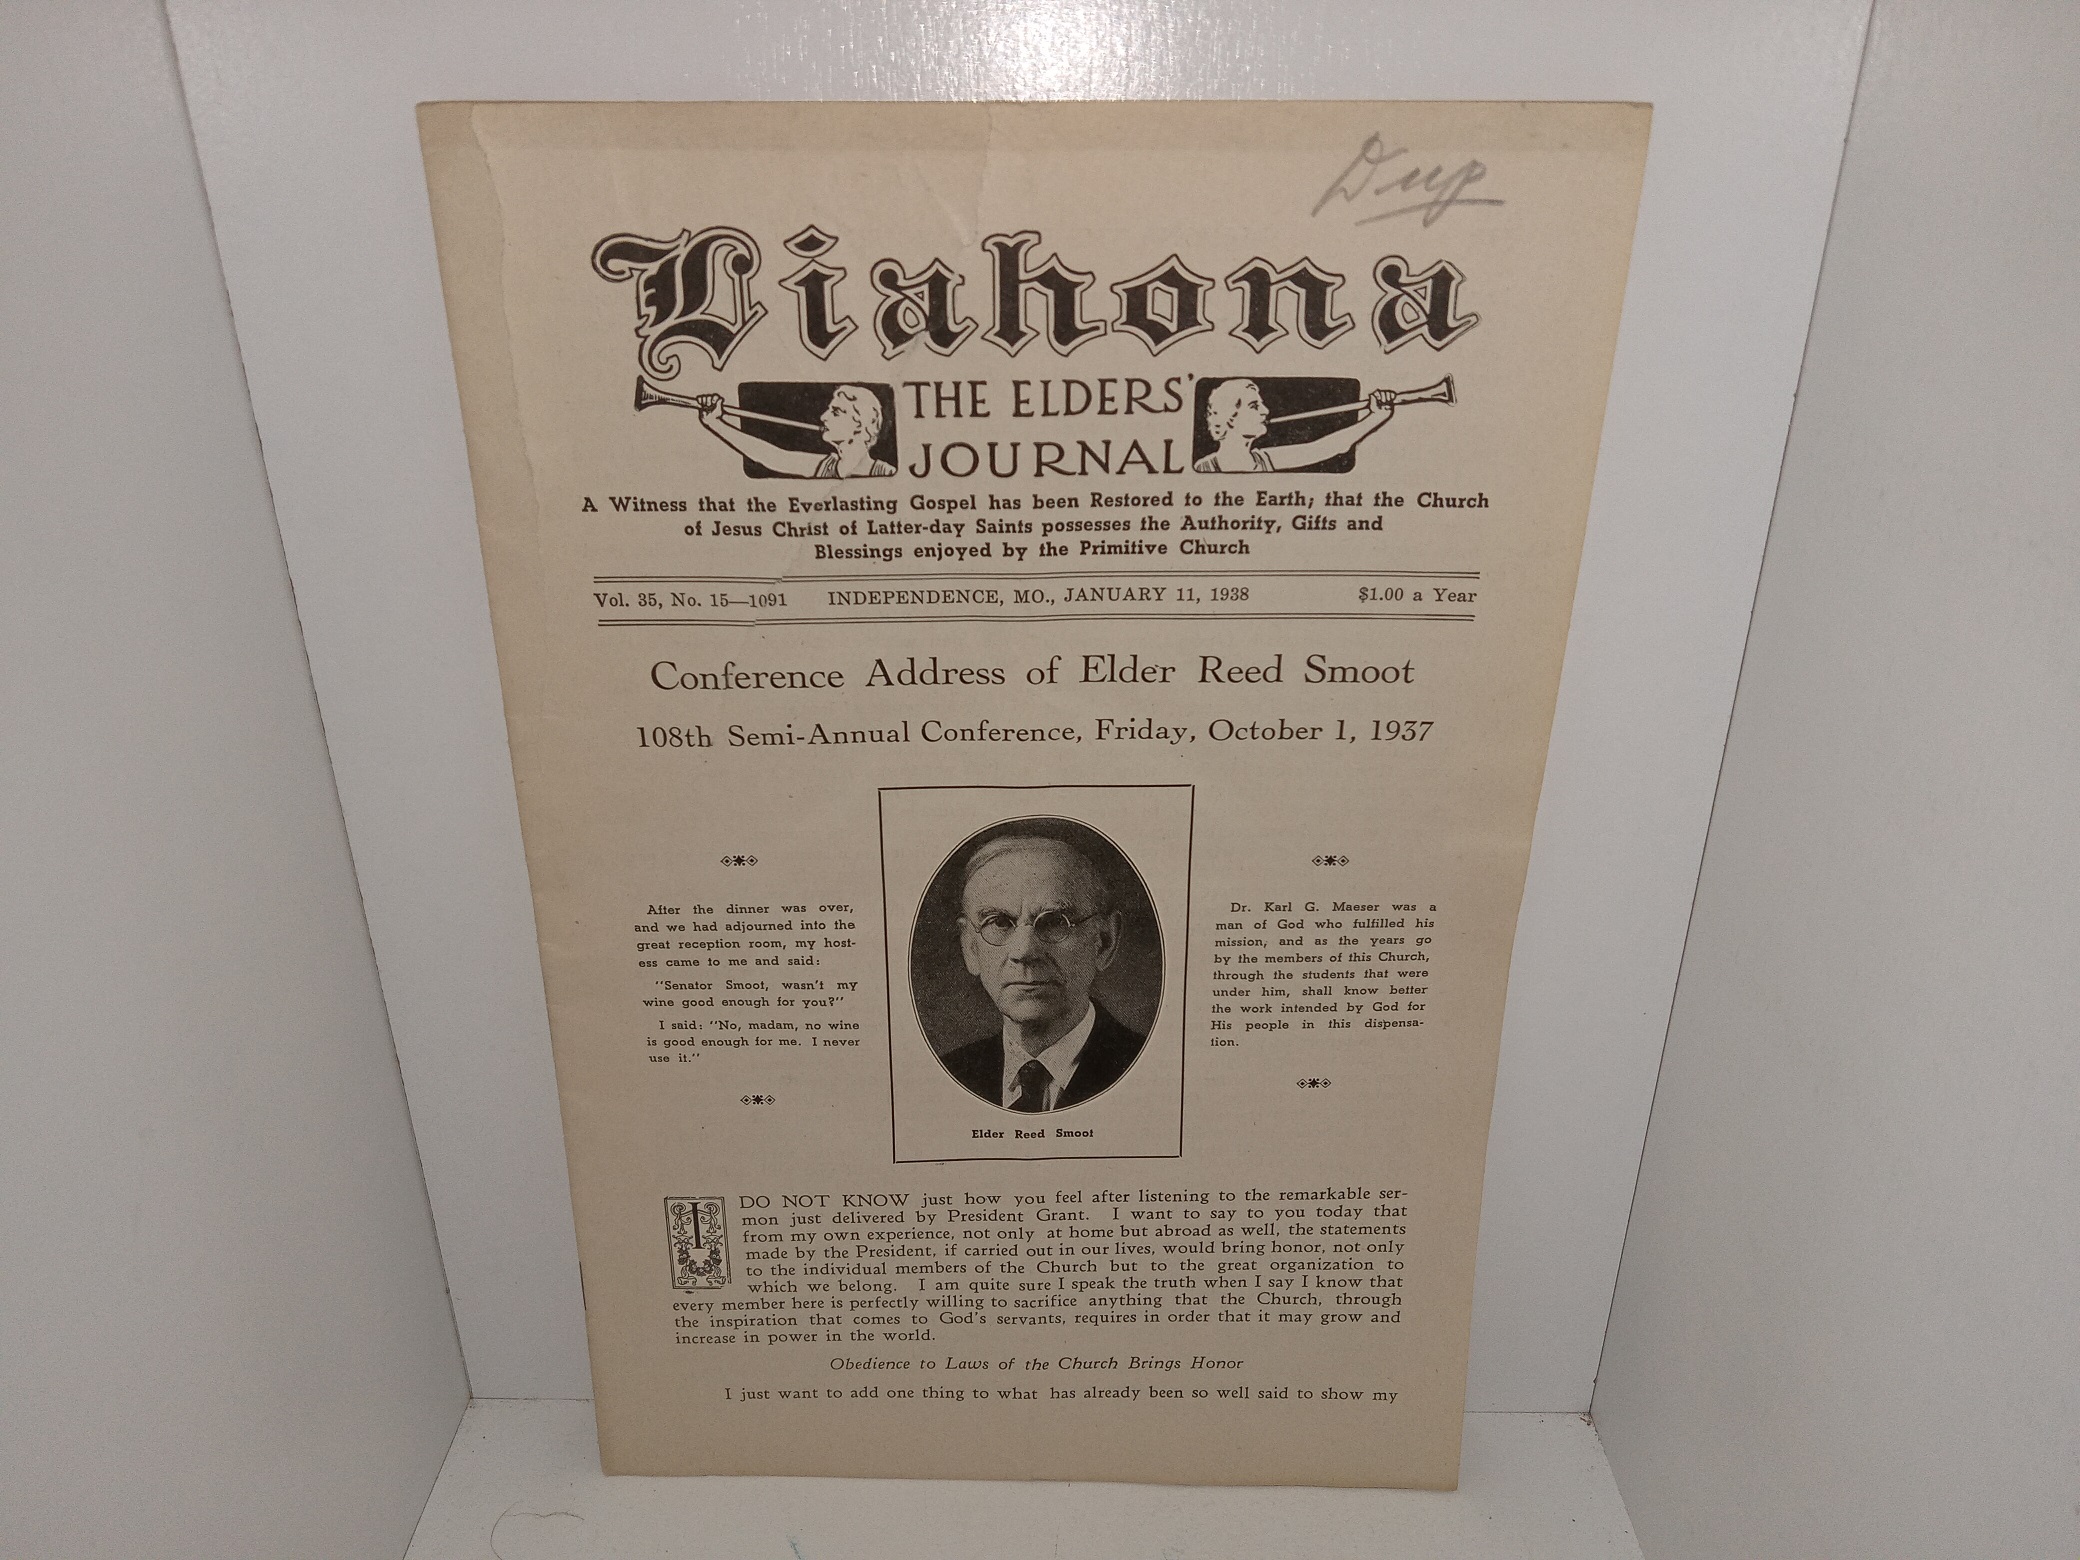 Dup
Liahona
THE ELDERS'
JOURNAL
A Witness that the Everlasting Gospel has been Restored to the Earth; that the Church
of Jesus Christ of Latter-day Saints possesses the Authority, Gifts and
Blessings enjoyed by the Primitive Church
Vol. 35, No. 15—1091 INDEPENDENCE, MO., JANUARY 11, 1938 $1.00 a Year
Conference Address of Elder Reed Smoot
108th Semi-Annual Conference, Friday, October 1, 1937
After the dinner was over,
and we had adjourned into the
great reception room, my host-
ess came to me and said:
"Senator Smoot, wasn't my
wine good enough for you?"
I said: "No, madam, no wine
is good enough for me. I never
use it."
Elder Reed Smoot
Dr. Karl G. Maeser was a
man of God who fulfilled his
mission, and as the years go
by the members of this Church,
through the students that were
under him, shall know better
the work intended by God for
His people in this dispensa-
tion.
I DO NOT KNOW just how you feel after listening to the remarkable ser-
mon just delivered by President Grant. I want to say to you today that
from my own experience, not only at home but abroad as well, the statements
made by the President, if carried out in our lives, would bring honor, not only
to the individual members of the Church but to the great organization to
which we belong. I am quite sure I speak the truth when I say I know that
every member here is perfectly willing to sacrifice anything that the Church, through
the inspiration that comes to God's servants, requires in order that it may grow and
increase in power in the world.
Obedience to Laws of the Church Brings Honor
I just want to add one thing to what has already been so well said to show my